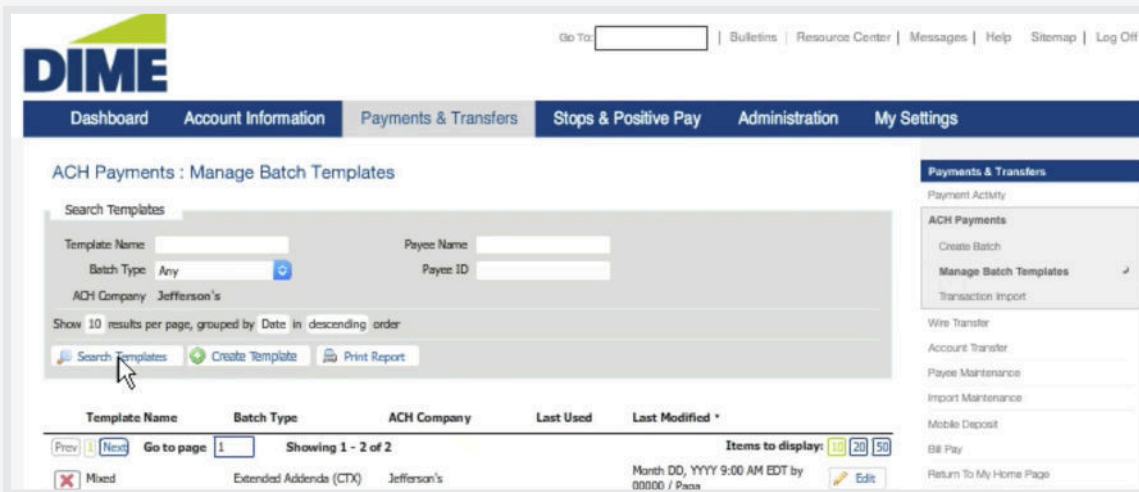 DIME
Go To: | Bulletins | Resource Center | Messages | Help Sitemap | Log Off
Dashboard Account Information Payments & Transfers Stops & Positive Pay Administration My Settings
ACH Payments : Manage Batch Templates
Search Templates
Template Name Payee Name
Batch Type Any Payee ID
ACH Company Jefferson's
Show 10 results per page, grouped by Date in descending order
Search Templates Create Template Print Report
Template Name Batch Type ACH Company Last Used Last Modified
Prev 1 Next Go to page 1 Showing 1 - 2 of 2 Items to display: 10 20 50
Mixed Extended Addenda (CTX) Jefferson's Month DD, YYYY 9:00 AM EDT by Edit
00000 / Papa
Payments & Transfers
Payment Activity
ACH Payments
Create Batch
Manage Batch Templates
Transaction Import
Wire Transfer
Account Transfer
Payee Maintenance
Import Maintenance
Mobile Deposit
Bill Pay
Return To My Home Page